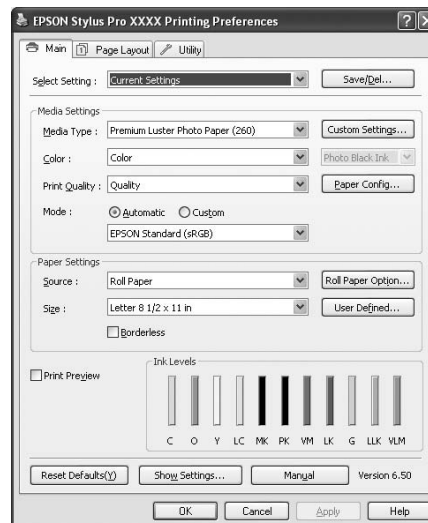 EPSON Stylus Pro XXXX Printing Preferences
Main Page Layout Utility
Select Setting : Current Settings Save/Del...
Media Settings
Media Type : Premium Luster Photo Paper (260) Custom Settings...
Color : Color Photo Black Ink
Print Quality : Quality Paper Config...
Mode : Automatic Custom
EPSON Standard (sRGB)
Paper Settings
Source : Roll Paper Roll Paper Option...
Size : Letter 8 1/2 x 11 in User Defined...
Borderless
Print Preview
Ink Levels
C O Y LC MK PK VM LK G LLK VLM
Reset Defaults(Y) Show Settings... Manual Version 6.50
OK Cancel Apply Help